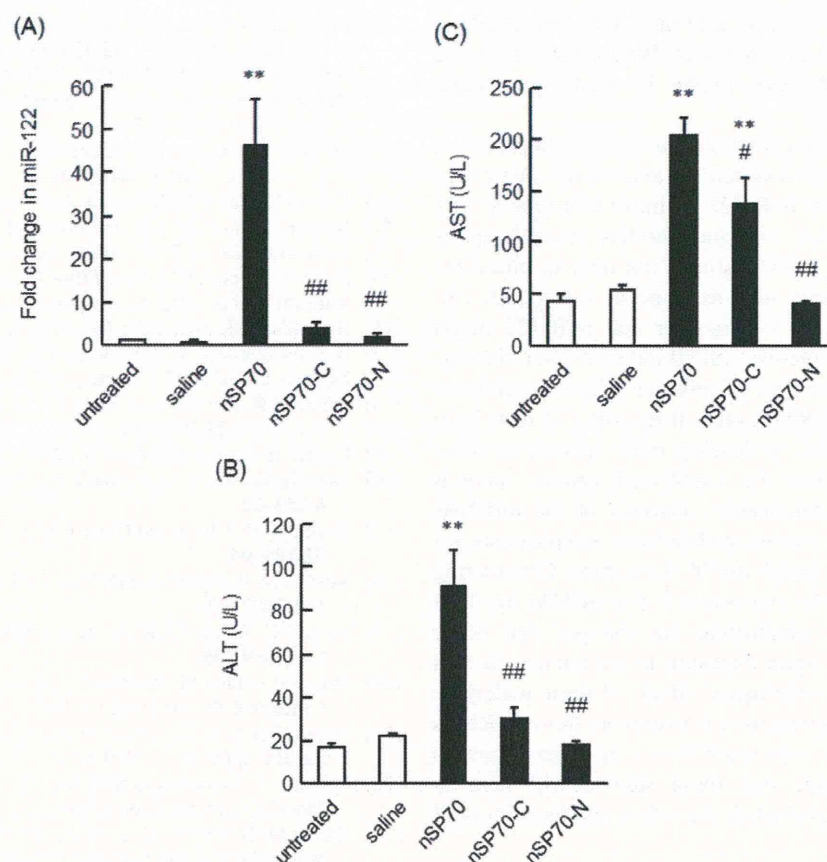 (A)
Fold change in miR-122
60
50
40
30
20
10
0
**
##
##
untreated
saline
nSP70
nSP70-C
nSP70-N
(C)
AST (U/L)
250
200
150
100
50
0
**
**
#
##
untreated
saline
nSP70
nSP70-C
nSP70-N
(B)
ALT (U/L)
120
100
80
60
40
20
0
**
##
##
untreated
saline
nSP70
nSP70-C
nSP70-N